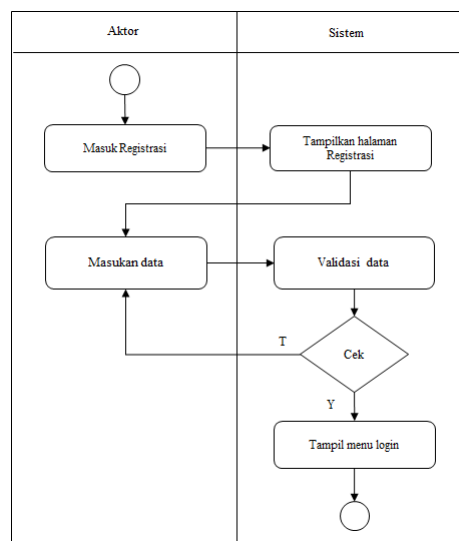 Aktor
Sistem
Masuk Registrasi
Tampilkan halaman
Registrasi
Masukan data
Validasi data
T
Cek
Y
Tampil menu login